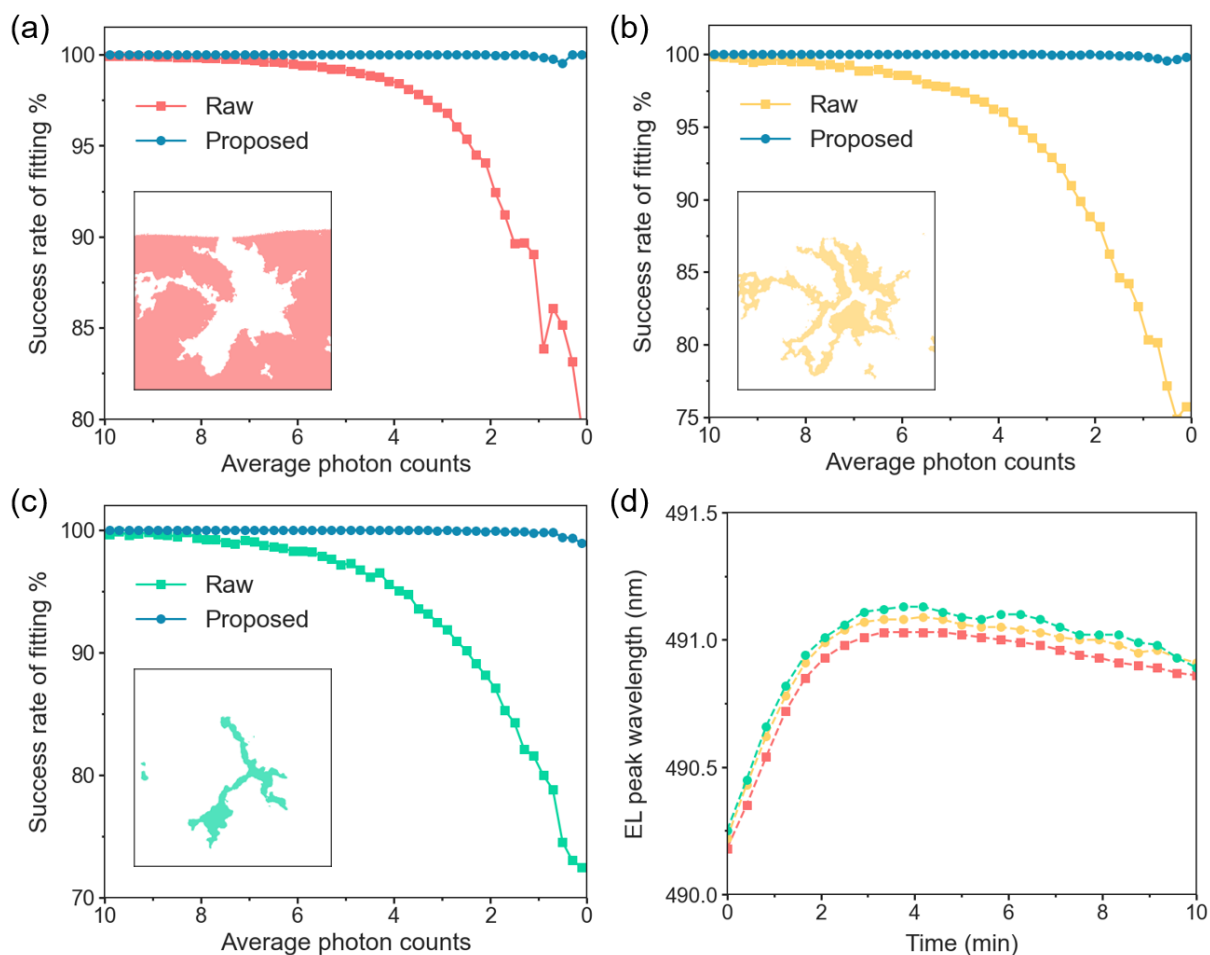 (a)
100
95
90
85
80
10
8
6
4
2
0
Success rate of fitting %
Average photon counts
Raw
Proposed
(b)
100
95
90
85
80
75
10
8
6
4
2
0
Success rate of fitting %
Average photon counts
Raw
Proposed
(c)
100
90
80
70
10
8
6
4
2
0
Success rate of fitting %
Average photon counts
Raw
Proposed
(d)
491.5
491.0
490.5
490.0
0
2
4
6
8
10
EL peak wavelength (nm)
Time (min)